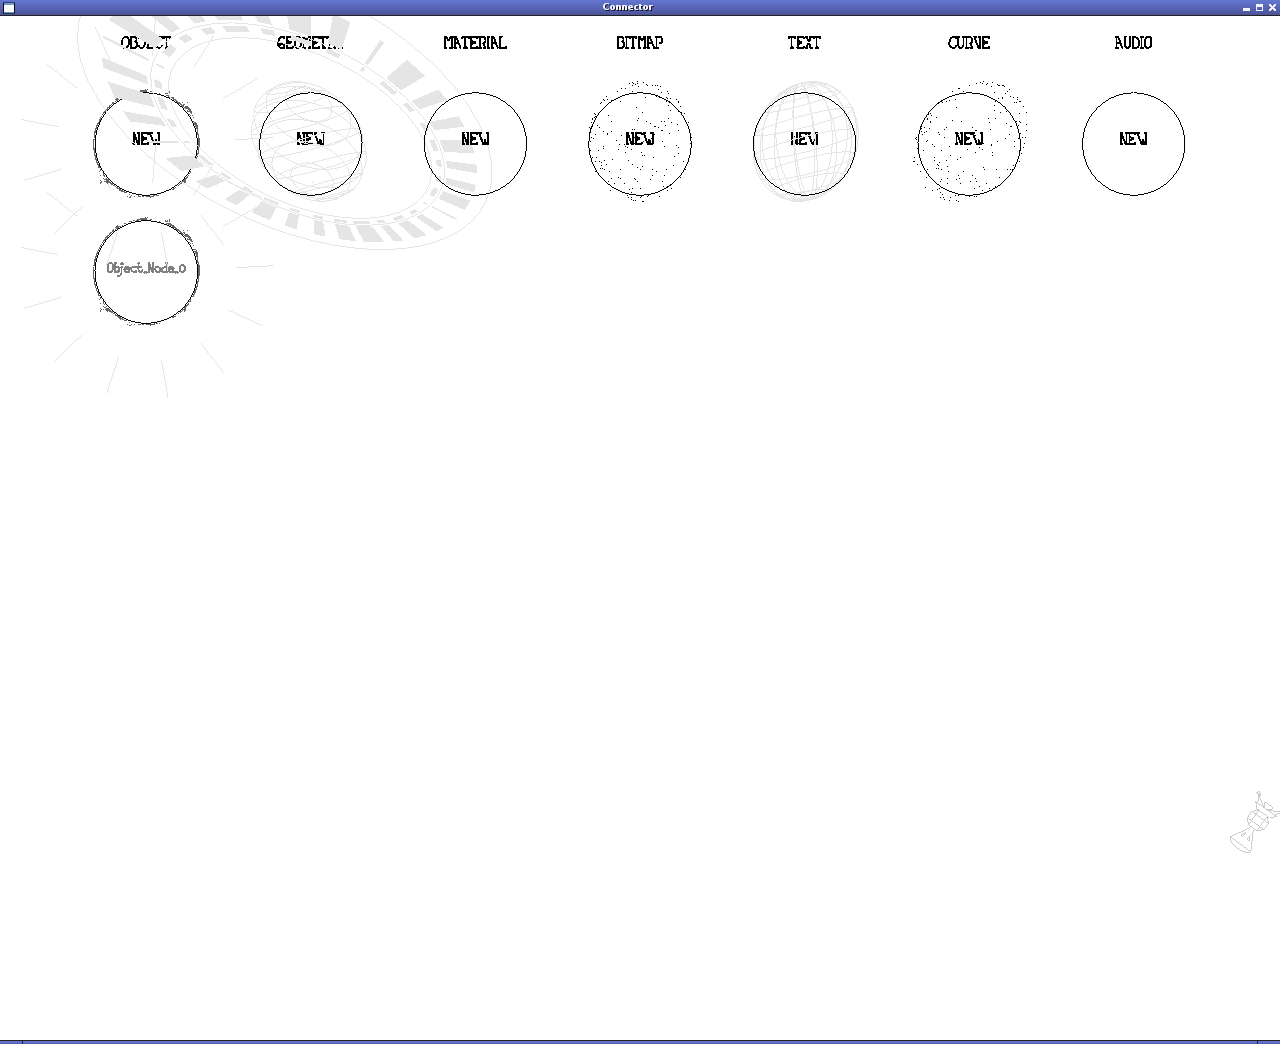 Connector
OBJECT GEOMETR MATERIAL BITMAP TEXT CURVE AUDIO
NEW NEW NEW NEW NEW NEW NEW
Object_Node_0